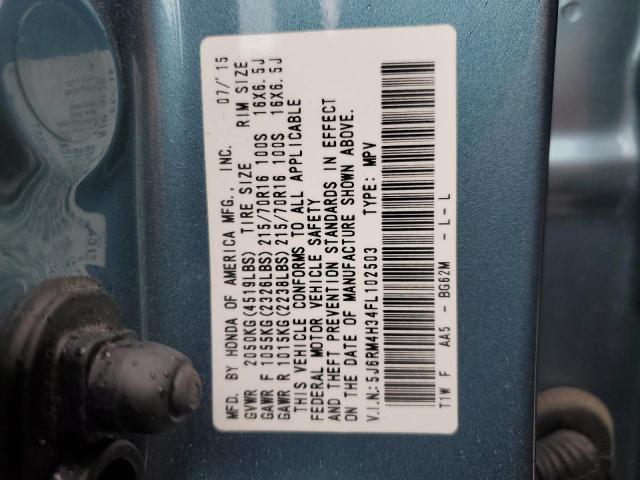 MFD. BY HONDA OF AMERICA MFG., INC. 07/'15
GVWR 2050KG(4519LBS) TIRE SIZE RIM SIZE
GAWR F 1055KG(2326LBS) 215/70R16 100S 16X6.5J
GAWR R 1015KG(2238LBS) 215/70R16 100S 16X6.5J
THIS VEHICLE CONFORMS TO ALL APPLICABLE
FEDERAL MOTOR VEHICLE SAFETY
AND THEFT PREVENTION STANDARDS IN EFFECT
ON THE DATE OF MANUFACTURE SHOWN ABOVE.
V.I.N.:5J6RM4H34FL102503 TYPE: MPV
T1W F AA5 - BG62M - L - L